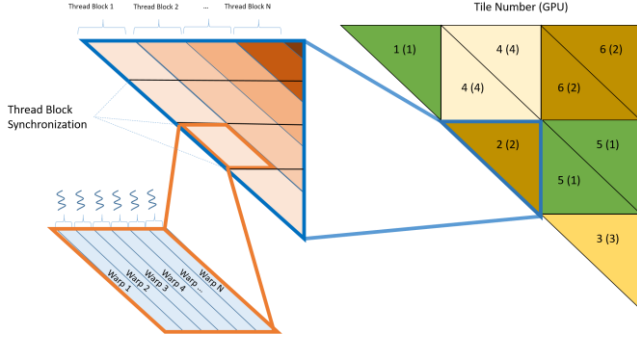 Thread Block 1
Thread Block 2
...
Thread Block N
Tile Number (GPU)
1 (1)
4 (4)
6 (2)
4 (4)
6 (2)
Thread Block
Synchronization
2 (2)
5 (1)
5 (1)
3 (3)
Warp 1
Warp 2
Warp 3
Warp 4
Warp ...
Warp N